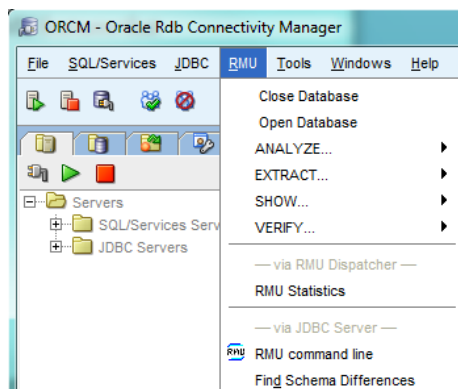 ORCM - Oracle Rdb Connectivity Manager
File SQL/Services JDBC RMU Tools Windows Help
Close Database
Open Database
ANALYZE...
EXTRACT...
SHOW...
VERIFY...
Servers
SQL/Services Serv
JDBC Servers
— via RMU Dispatcher —
RMU Statistics
— via JDBC Server —
RMU RMU command line
Find Schema Differences